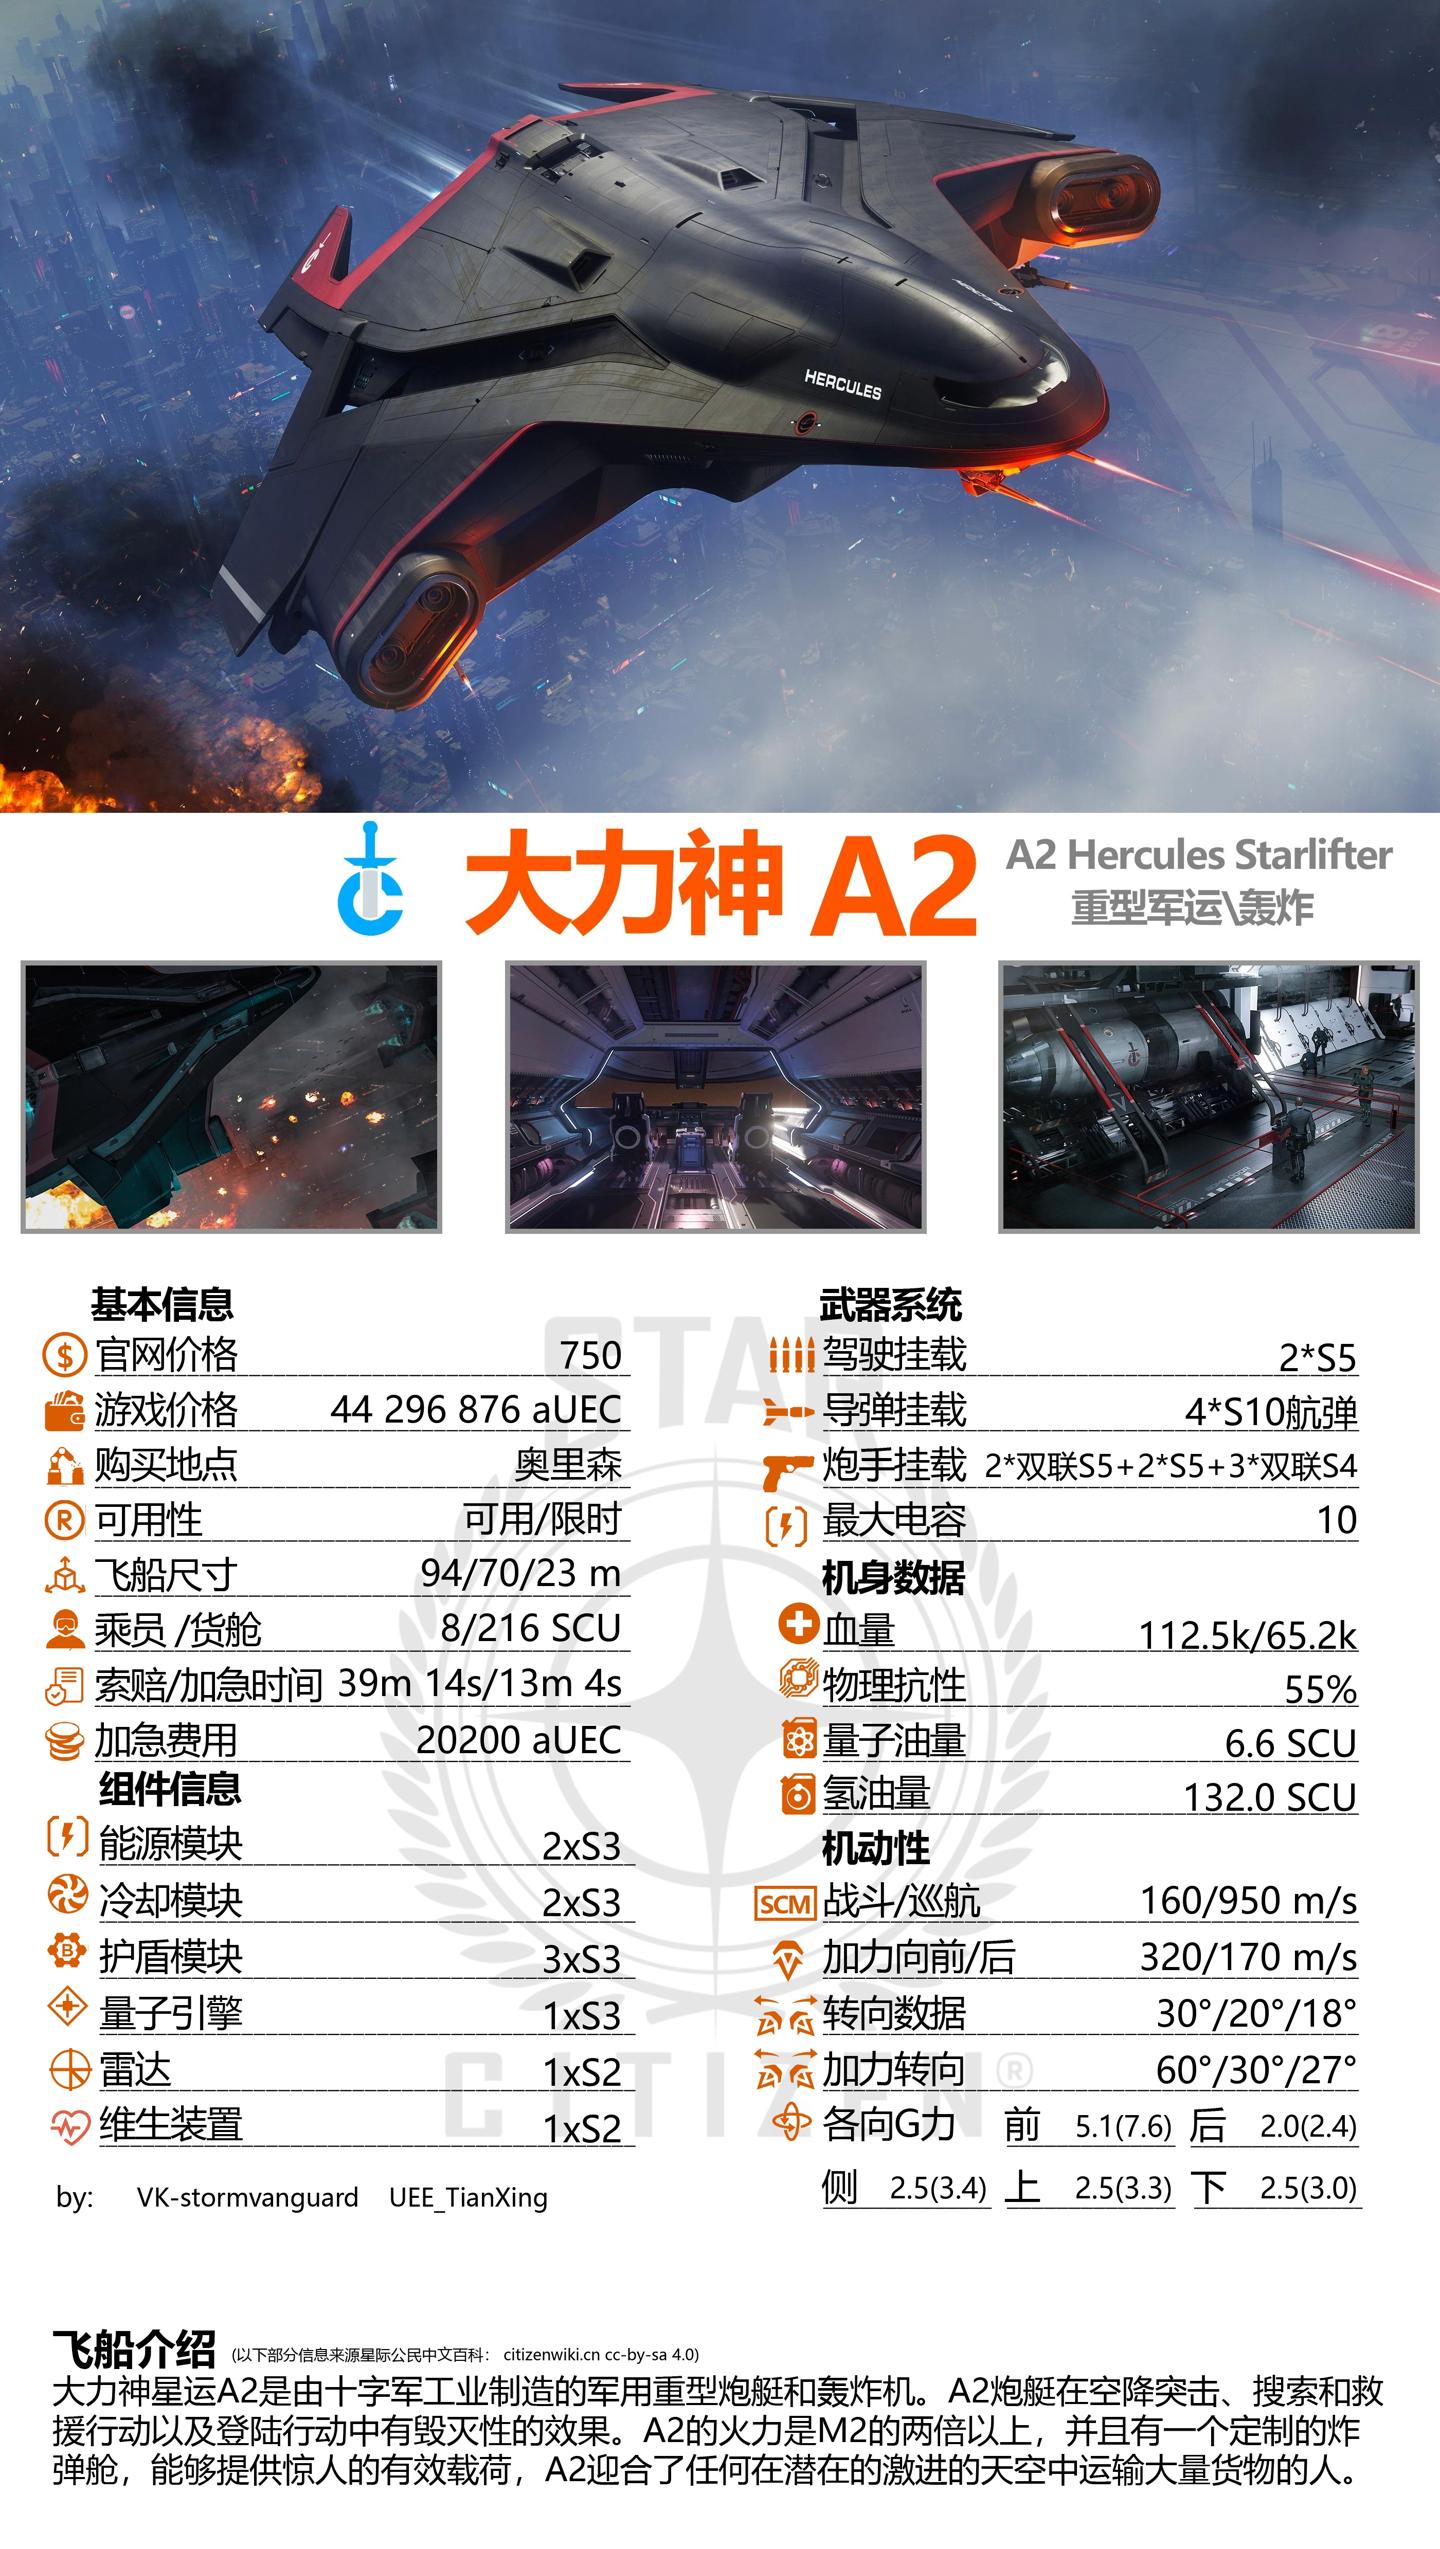 HERCULES
大力神 A2
A2 Hercules Starlifter
重型军运\轰炸
基本信息
官网价格 750
游戏价格 44 296 876 aUEC
购买地点 奥里森
可用性 可用/限时
飞船尺寸 94/70/23 m
乘员 /货舱 8/216 SCU
索赔/加急时间 39m 14s/13m 4s
加急费用 20200 aUEC
组件信息
能源模块 2xS3
冷却模块 2xS3
护盾模块 3xS3
量子引擎 1xS3
雷达 1xS2
维生装置 1xS2
by: VK-stormvanguard UEE_TianXing
武器系统
驾驶挂载 2*S5
导弹挂载 4*S10航弹
炮手挂载 2*双联S5+2*S5+3*双联S4
最大电容 10
机身数据
血量 112.5k/65.2k
物理抗性 55%
量子油量 6.6 SCU
氢油量 132.0 SCU
机动性
SCM 战斗/巡航 160/950 m/s
加力向前/后 320/170 m/s
转向数据 30°/20°/18°
加力转向 60°/30°/27°
各向G力 前 5.1(7.6) 后 2.0(2.4)
侧 2.5(3.4) 上 2.5(3.3) 下 2.5(3.0)
STAR
CITIZEN®
飞船介绍 (以下部分信息来源星际公民中文百科： citizenwiki.cn cc-by-sa 4.0)
大力神星运A2是由十字军工业制造的军用重型炮艇和轰炸机。A2炮艇在空降突击、搜索和救
援行动以及登陆行动中有毁灭性的效果。A2的火力是M2的两倍以上，并且有一个定制的炸
弹舱，能够提供惊人的有效载荷，A2迎合了任何在潜在的激进的天空中运输大量货物的人。